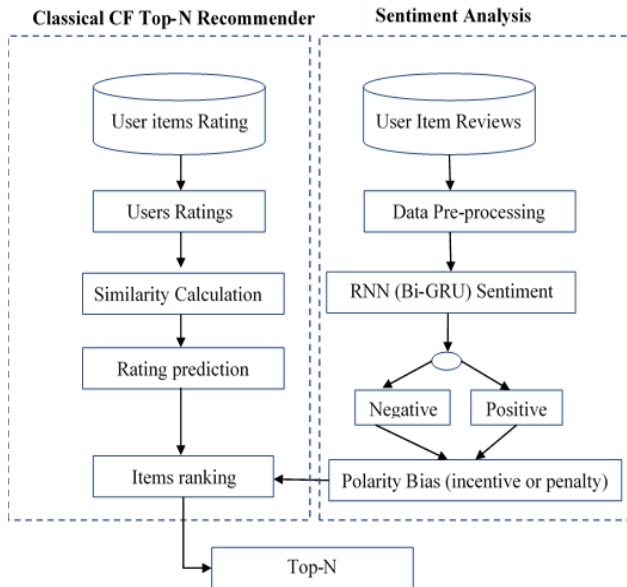 Classical CF Top-N Recommender
User items Rating
Users Ratings
Similarity Calculation
Rating prediction
Items ranking
Sentiment Analysis
User Item Reviews
Data Pre-processing
RNN (Bi-GRU) Sentiment
Negative
Positive
Polarity Bias (incentive or penalty)
Top-N